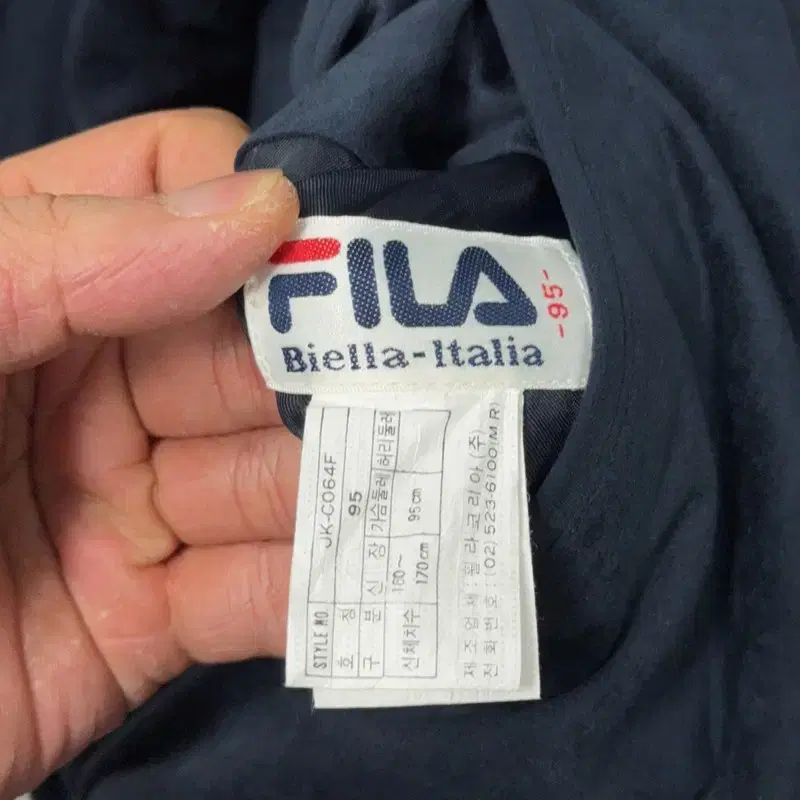 FILA
Biella-Italia
-95-
STYLE NO. JK-C064F
호 칭 95
구 분 신 장 가슴둘레 허리둘레
신체치수 160~170cm 95cm
제조업체:휠라코리아(주)
전화번호:(02)523-6100(M R)